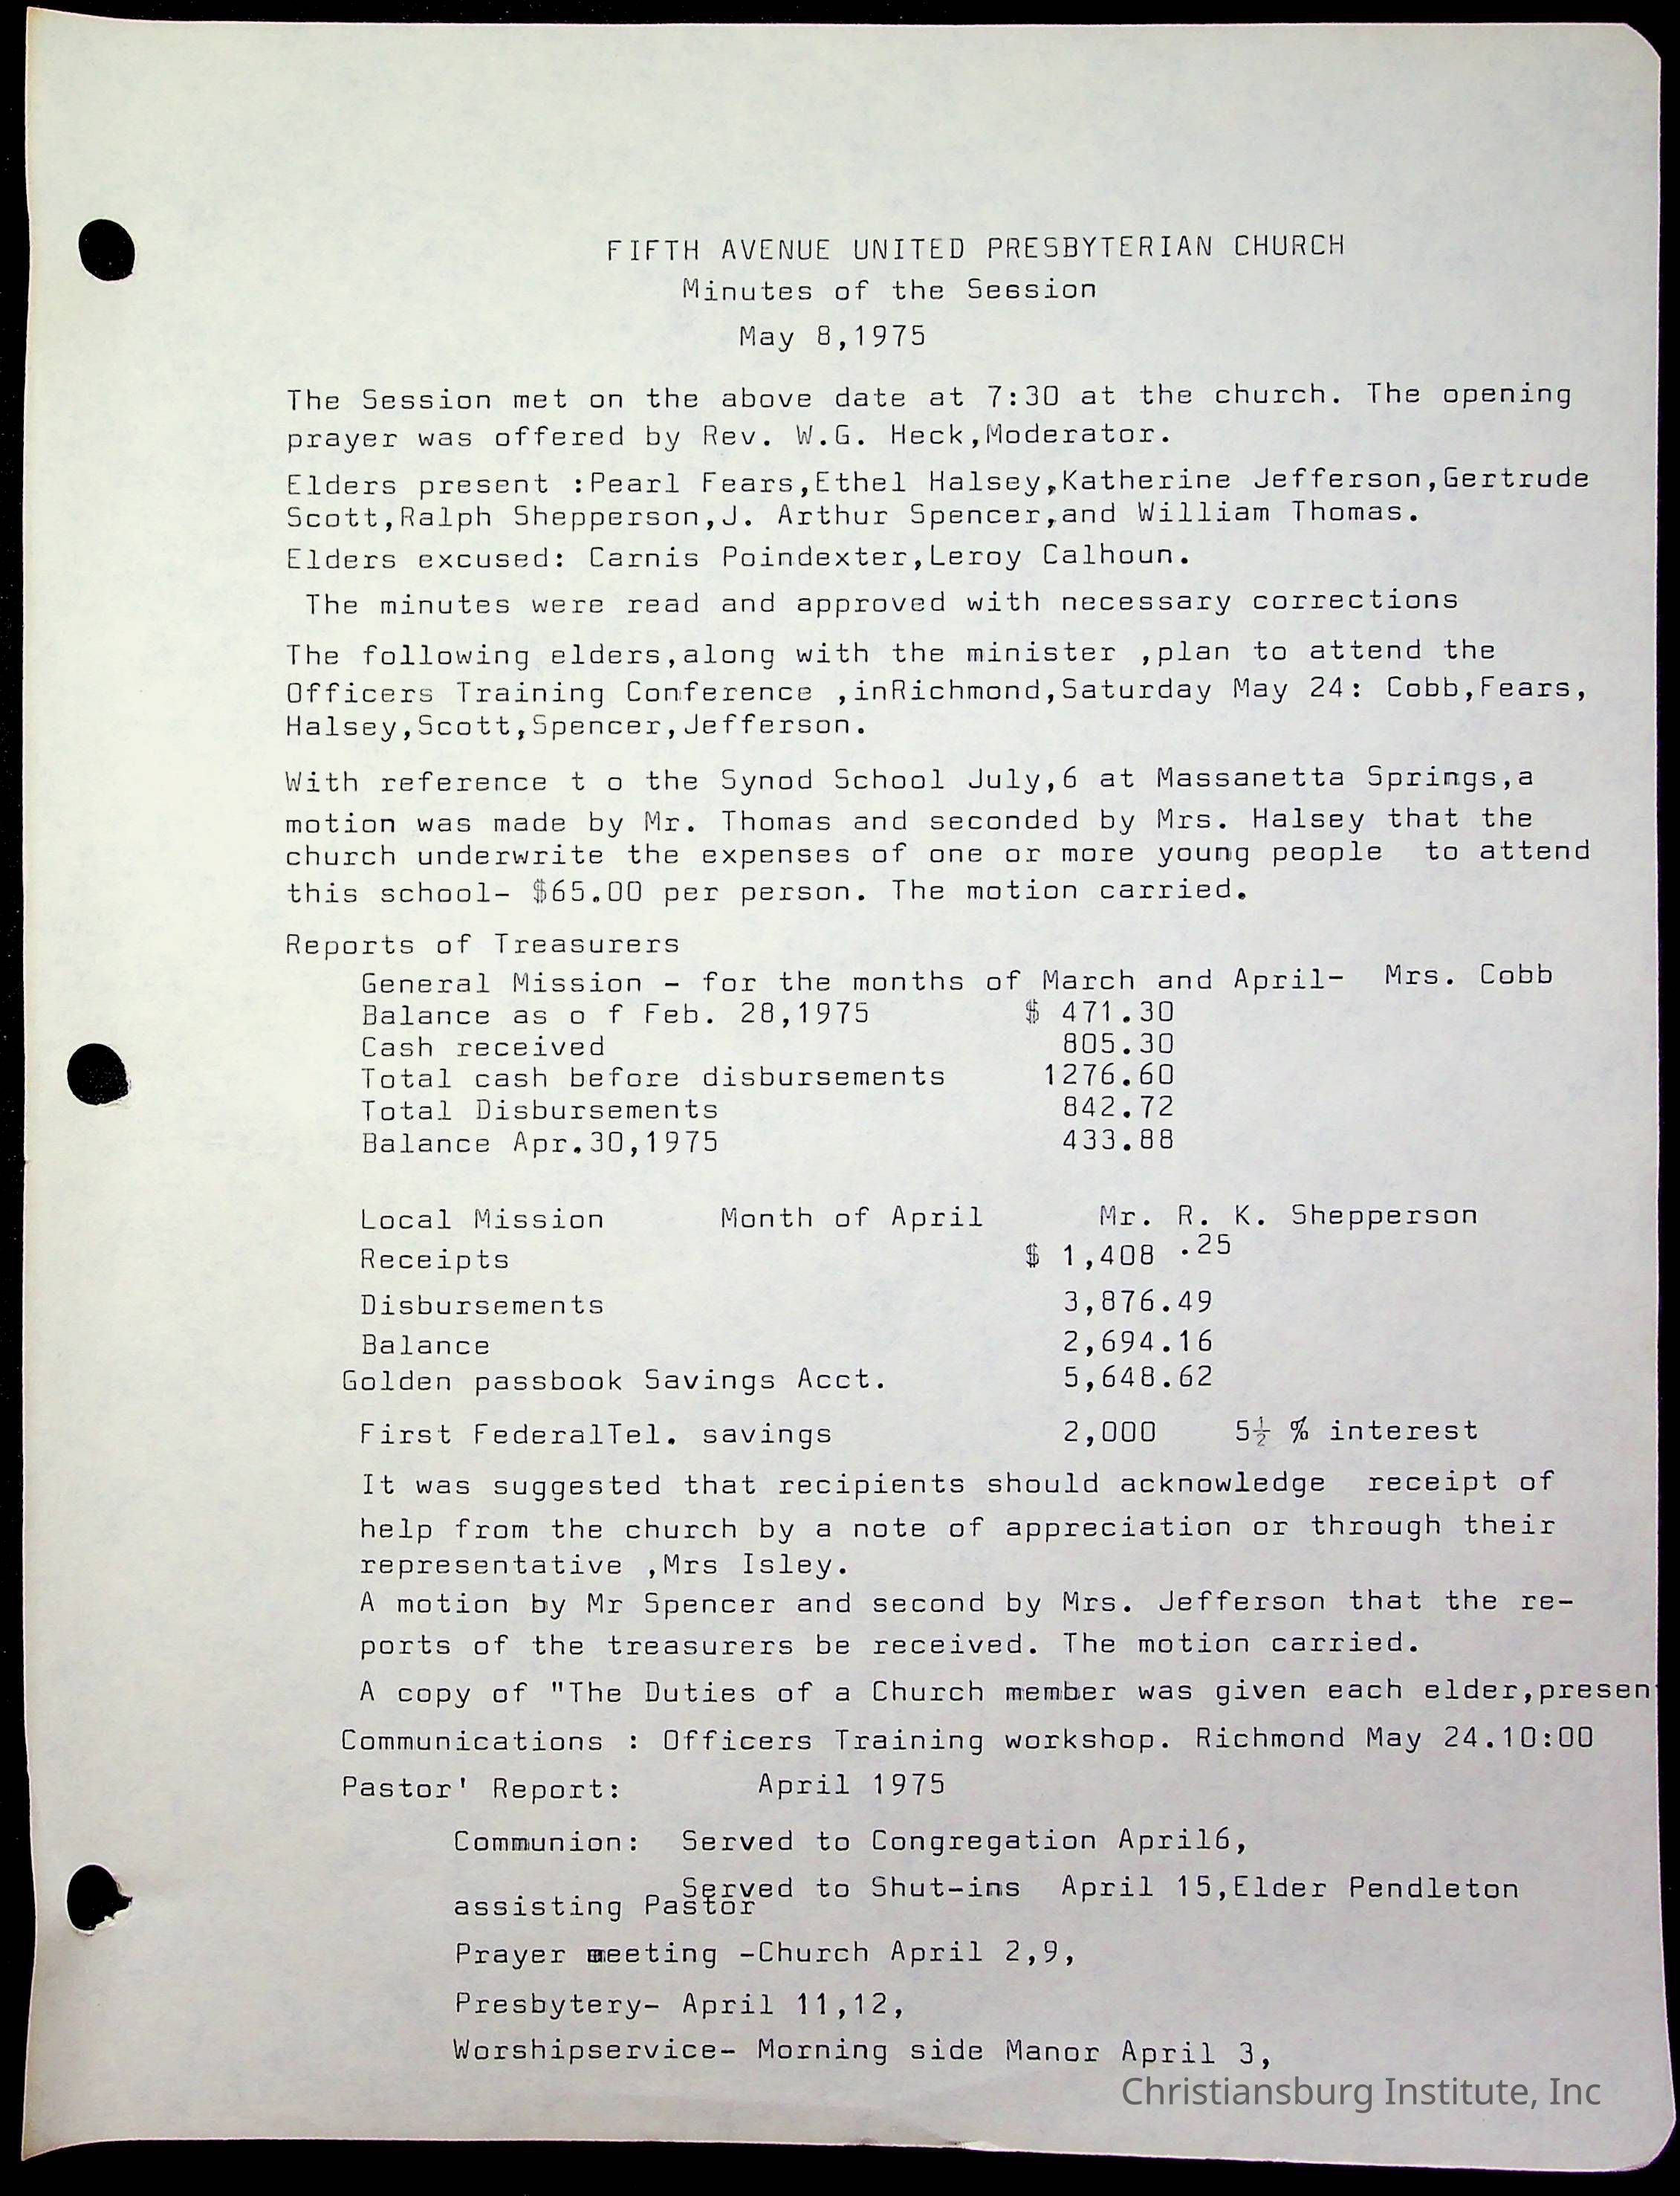 FIFTH AVENUE UNITED PRESBYTERIAN CHURCH
Minutes of the Session
May 8,1975
The Session met on the above date at 7:30 at the church. The opening
prayer was offered by Rev. W.G. Heck,Moderator.
Elders present :Pearl Fears,Ethel Halsey,Katherine Jefferson,Gertrude
Scott,Ralph Shepperson,J. Arthur Spencer,and William Thomas.
Elders excused: Carnis Poindexter,Leroy Calhoun.
The minutes were read and approved with necessary corrections
The following elders,along with the minister ,plan to attend the
Officers Training Conference ,inRichmond,Saturday May 24: Cobb,Fears,
Halsey,Scott,Spencer,Jefferson.
With reference t o the Synod School July,6 at Massanetta Springs,a
motion was made by Mr. Thomas and seconded by Mrs. Halsey that the
church underwrite the expenses of one or more young people to attend
this school- $65.00 per person. The motion carried.
Reports of Treasurers
General Mission - for the months of March and April- Mrs. Cobb
Balance as o f Feb. 28,1975 $ 471.30
Cash received 805.30
Total cash before disbursements 1276.60
Total Disbursements 842.72
Balance Apr.30,1975 433.88
Local Mission Month of April Mr. R. K. Shepperson
Receipts $ 1,408 .25
Disbursements 3,876.49
Balance 2,694.16
Golden passbook Savings Acct. 5,648.62
First FederalTel. savings 2,000 5½ % interest
It was suggested that recipients should acknowledge receipt of
help from the church by a note of appreciation or through their
representative ,Mrs Isley.
A motion by Mr Spencer and second by Mrs. Jefferson that the re-
ports of the treasurers be received. The motion carried.
A copy of "The Duties of a Church member was given each elder,presen
Communications : Officers Training workshop. Richmond May 24.10:00
Pastor' Report: April 1975
Communion: Served to Congregation April6,
Served to Shut-ins April 15,Elder Pendleton
assisting Pastor
Prayer meeting -Church April 2,9,
Presbytery- April 11,12,
Worshipservice- Morning side Manor April 3,
Christiansburg Institute, Inc